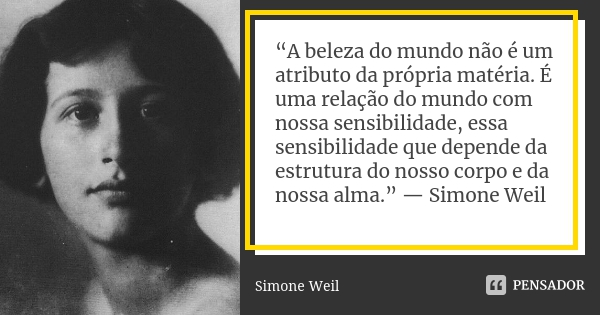 “A beleza do mundo não é um
atributo da própria matéria. É
uma relação do mundo com
nossa sensibilidade, essa
sensibilidade que depende da
estrutura do nosso corpo e da
nossa alma.” — Simone Weil
Simone Weil
PENSADOR